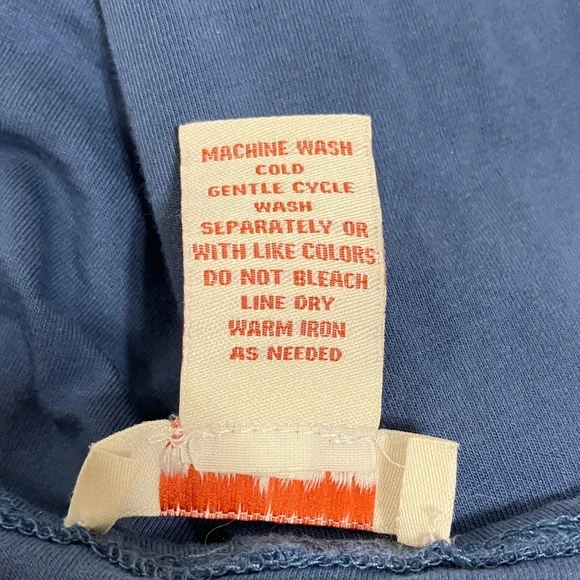 MACHINE WASH
COLD
GENTLE CYCLE
WASH
SEPARATELY OR
WITH LIKE COLORS
DO NOT BLEACH
LINE DRY
WARM IRON
AS NEEDED